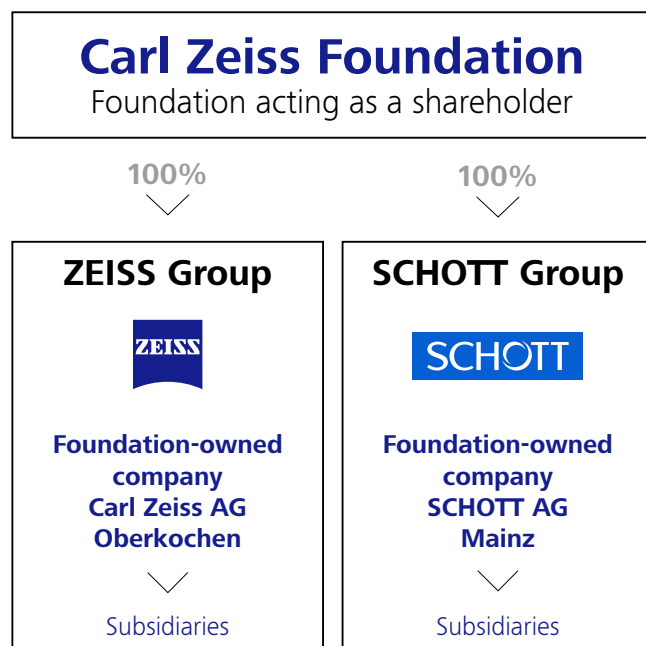 Carl Zeiss Foundation
Foundation acting as a shareholder
100%
100%
ZEISS Group
ZEISS
Foundation-owned
company
Carl Zeiss AG
Oberkochen
Subsidiaries
SCHOTT Group
SCHOTT
Foundation-owned
company
SCHOTT AG
Mainz
Subsidiaries